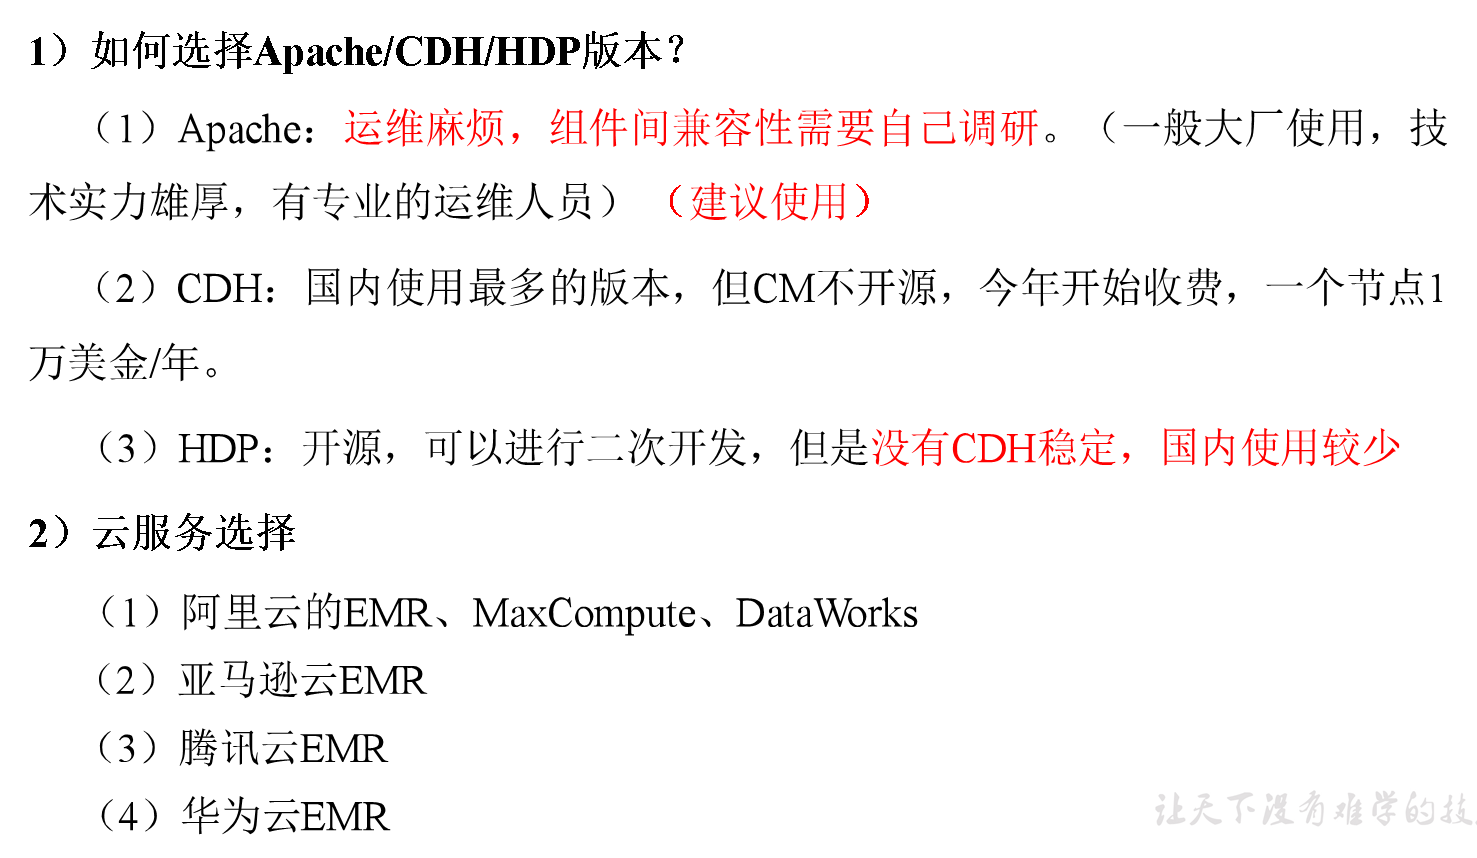 1）如何选择Apache/CDH/HDP版本？
（1）Apache：运维麻烦，组件间兼容性需要自己调研。（一般大厂使用，技
术实力雄厚，有专业的运维人员）（建议使用）
（2）CDH：国内使用最多的版本，但CM不开源，今年开始收费，一个节点1
万美金/年。
（3）HDP：开源，可以进行二次开发，但是没有CDH稳定，国内使用较少
2）云服务选择
（1）阿里云的EMR、MaxCompute、DataWorks
（2）亚马逊云EMR
（3）腾讯云EMR
（4）华为云EMR
让天下没有难学的技